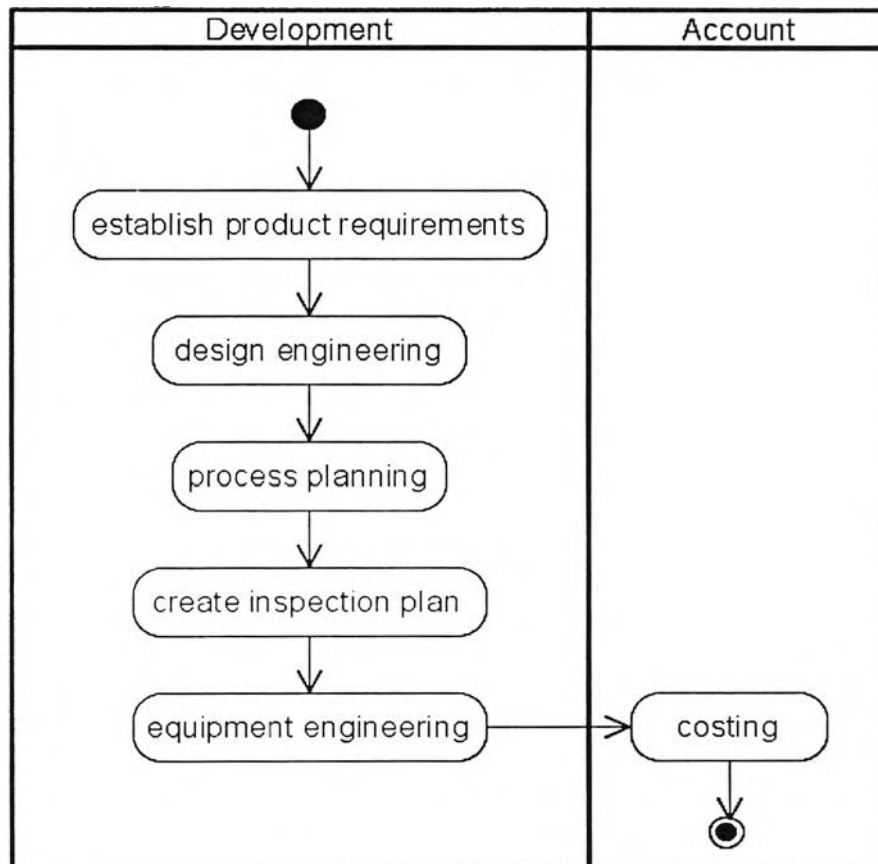 Development
Account
establish product requirements
design engineering
process planning
create inspection plan
equipment engineering
costing